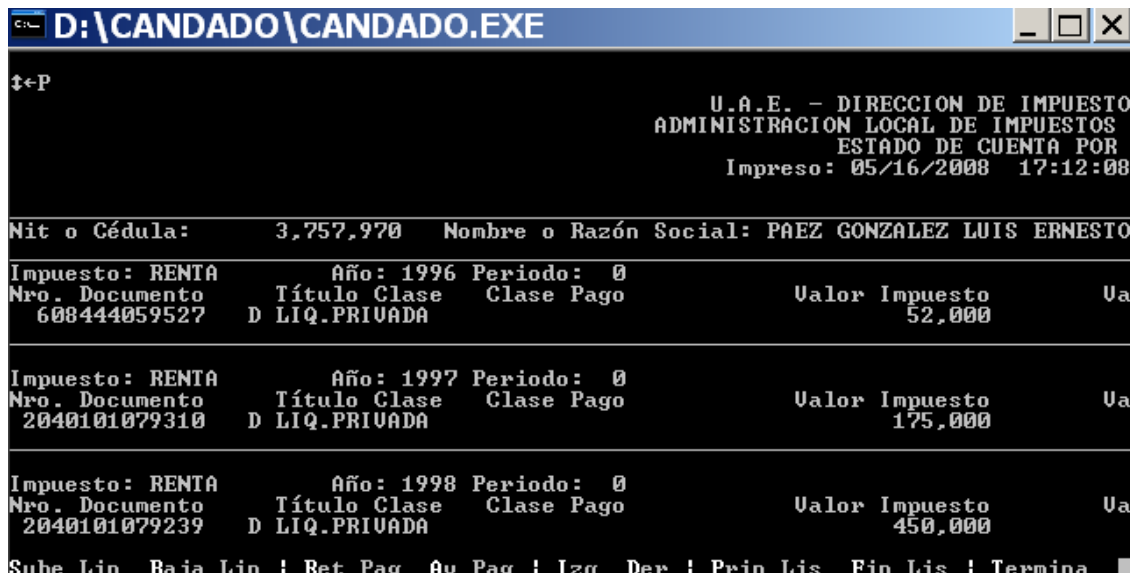 D:\CANDADO\CANDADO.EXE
↕←P
U.A.E. - DIRECCION DE IMPUESTO
ADMINISTRACION LOCAL DE IMPUESTOS
ESTADO DE CUENTA POR
Impreso: 05/16/2008 17:12:08
Nit o Cédula: 3,757,970 Nombre o Razón Social: PAEZ GONZALEZ LUIS ERNESTO
Impuesto: RENTA Año: 1996 Periodo: 0
Nro. Documento Título Clase Clase Pago Valor Impuesto Va
608444059527 D LIQ.PRIVADA 52,000
Impuesto: RENTA Año: 1997 Periodo: 0
Nro. Documento Título Clase Clase Pago Valor Impuesto Va
2040101079310 D LIQ.PRIVADA 175,000
Impuesto: RENTA Año: 1998 Periodo: 0
Nro. Documento Título Clase Clase Pago Valor Impuesto Va
2040101079239 D LIQ.PRIVADA 450,000
Sube Lin Baja Lin | Ret Pag Av Pag | Izq Der | Prin Lis Fin Lis | Termina